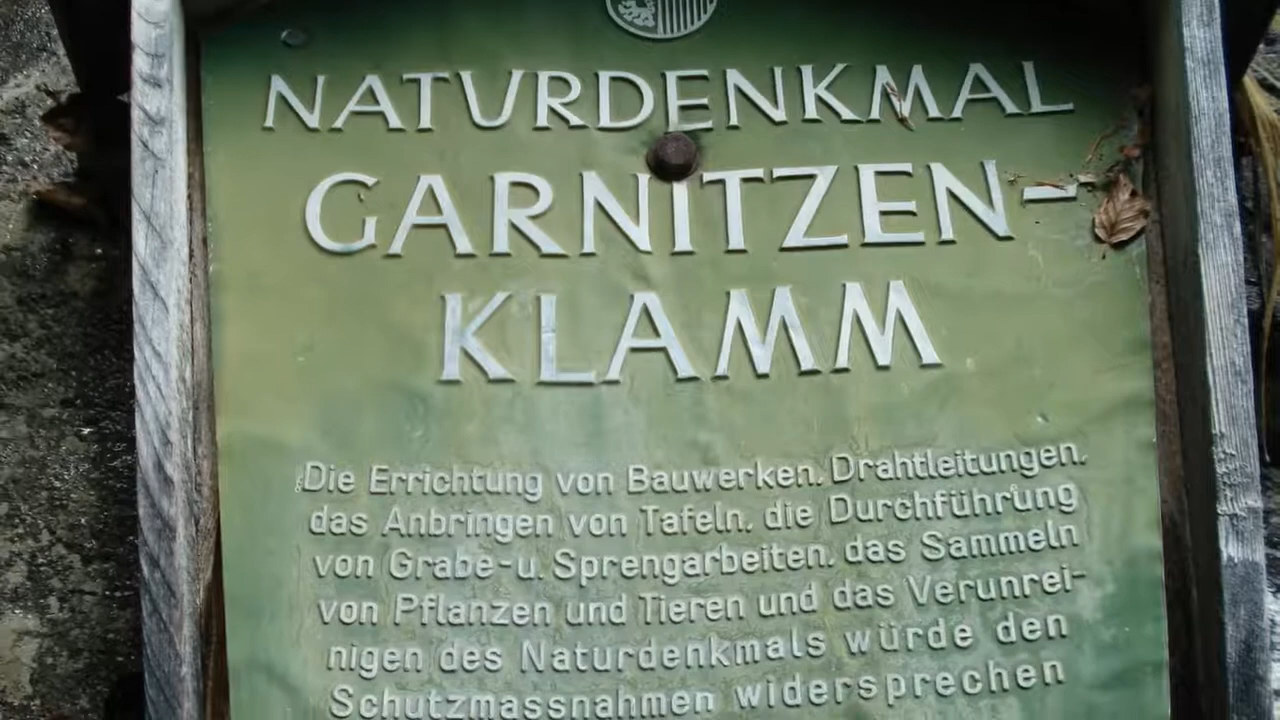 NATURDENKMAL
GARNITZEN-
KLAMM
Die Errichtung von Bauwerken, Drahtleitungen,
das Anbringen von Tafeln, die Durchführung
von Grabe-u. Sprengarbeiten, das Sammeln
von Pflanzen und Tieren und das Verunrei-
nigen des Naturdenkmals würde den
Schutzmassnahmen widersprechen